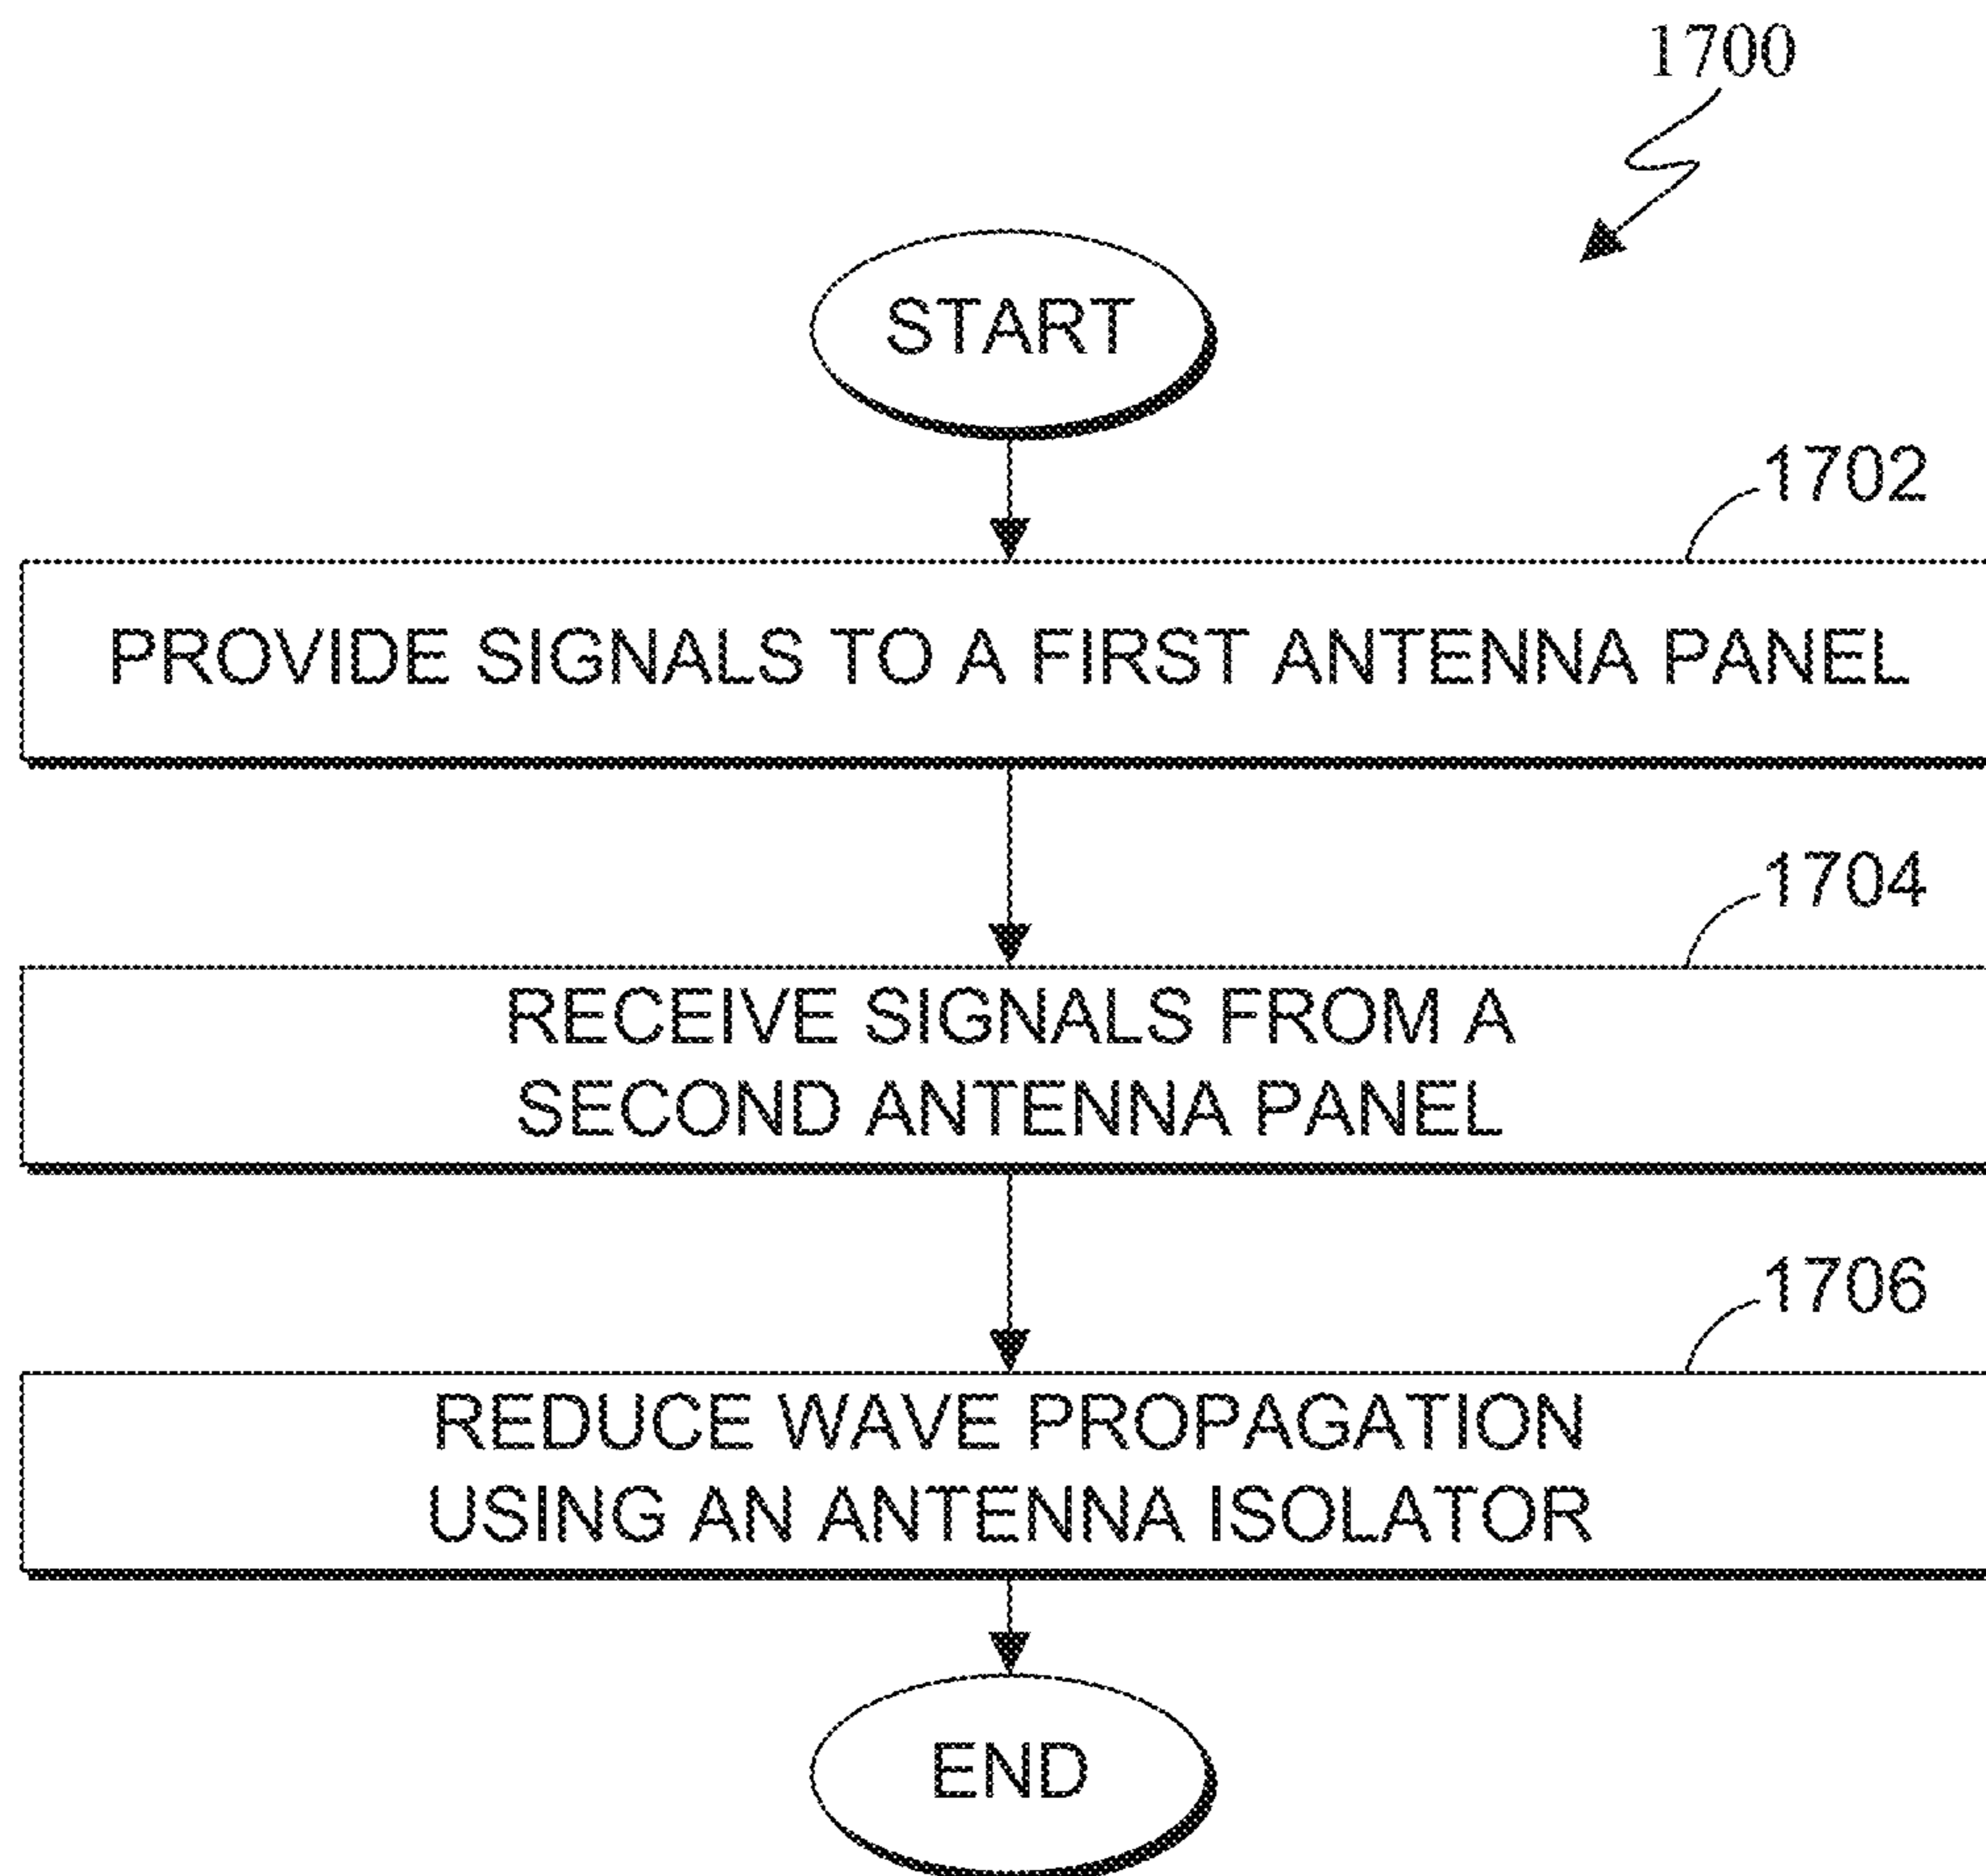 1700
START
1702
PROVIDE SIGNALS TO A FIRST ANTENNA PANEL
1704
RECEIVE SIGNALS FROM A
SECOND ANTENNA PANEL
1706
REDUCE WAVE PROPAGATION
USING AN ANTENNA ISOLATOR
END